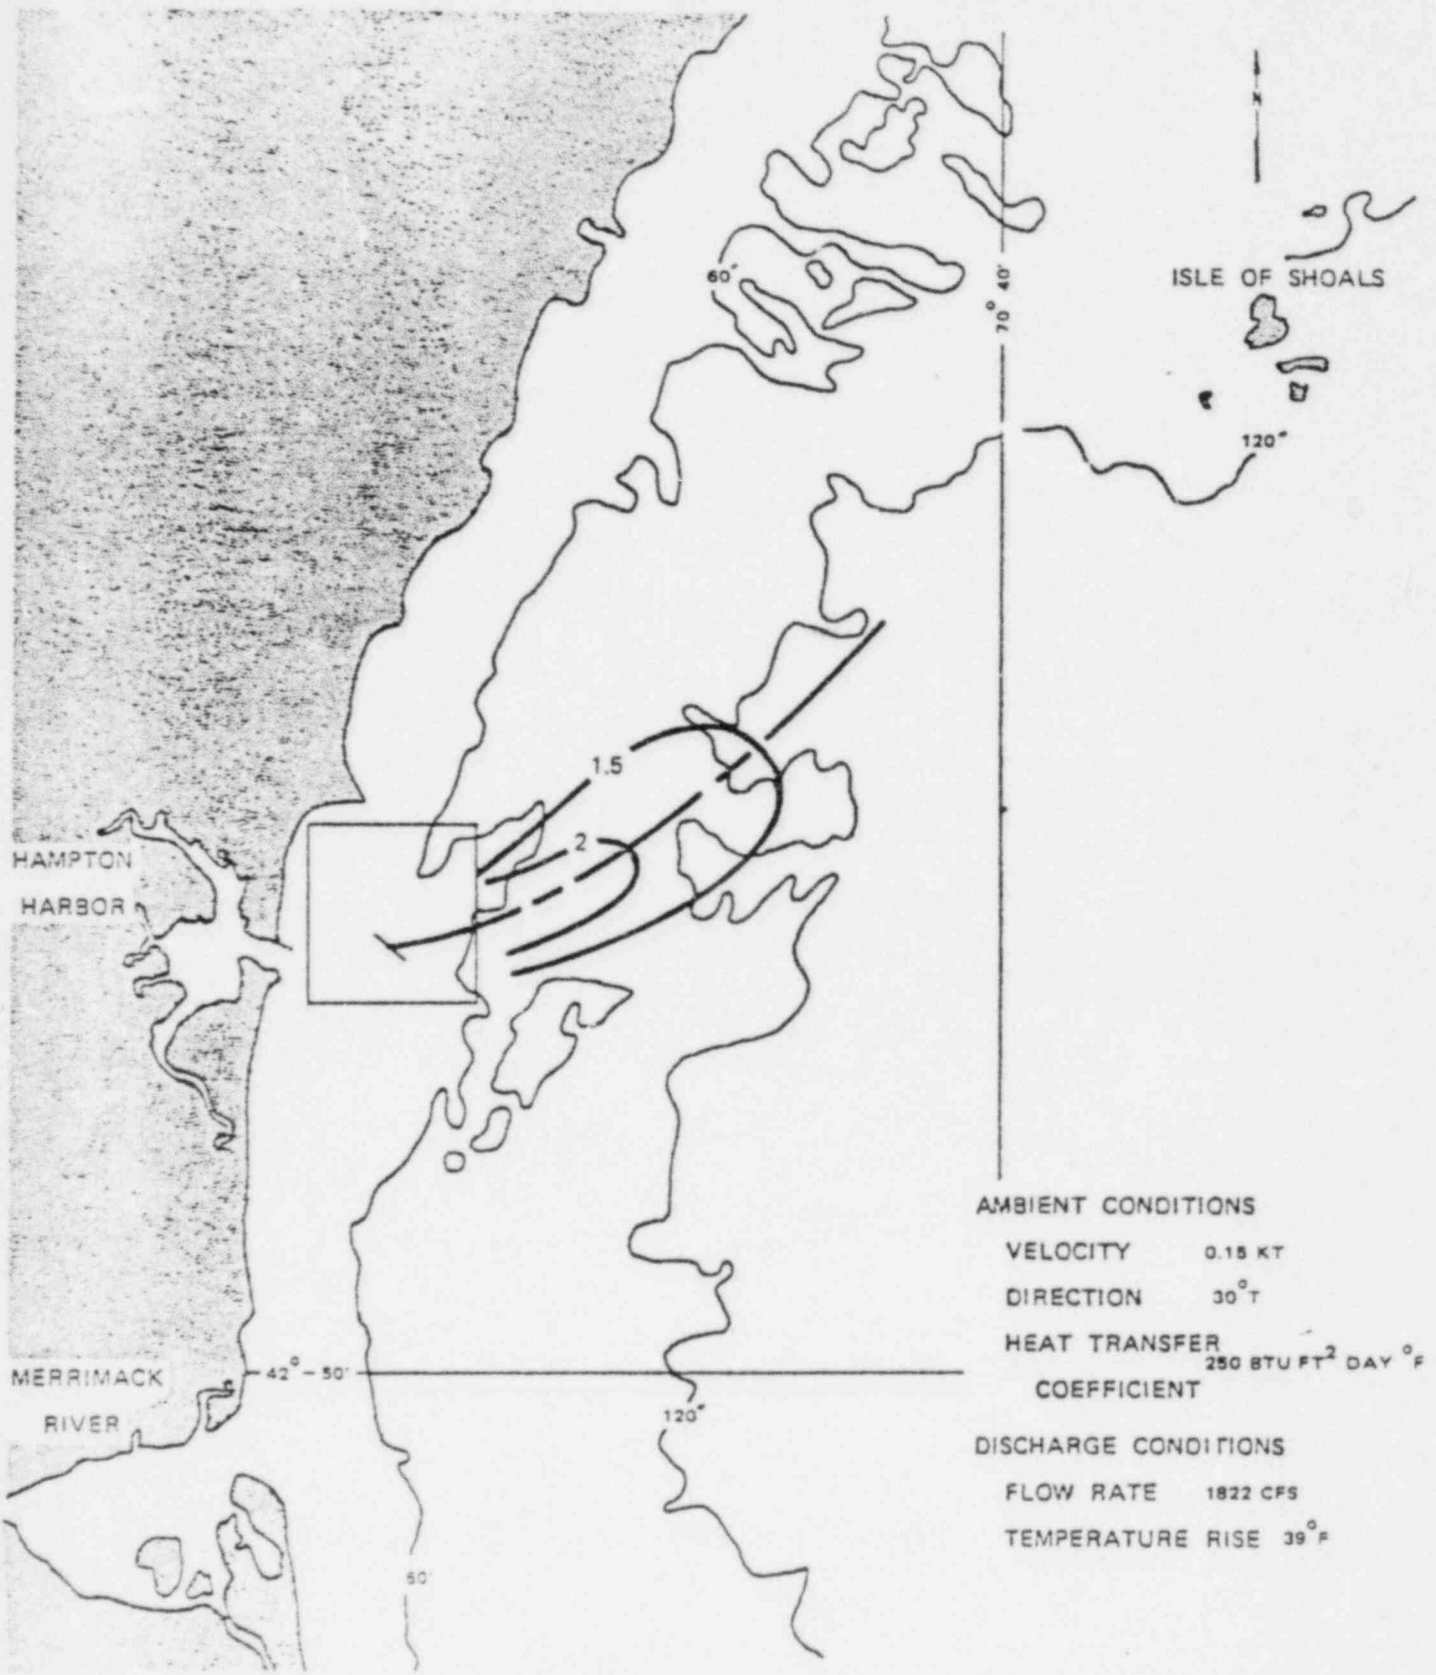 N
ISLE OF SHOALS
60'
70° 40'
120'
1.5
2
HAMPTON
HARBOR
AMBIENT CONDITIONS
VELOCITY 0.15 KT
DIRECTION 30°T
HEAT TRANSFER
250 BTU FT² DAY °F
COEFFICIENT
MERRIMACK
RIVER
42° - 50'
120'
DISCHARGE CONDITIONS
FLOW RATE 1822 CFS
TEMPERATURE RISE 39°F
60'